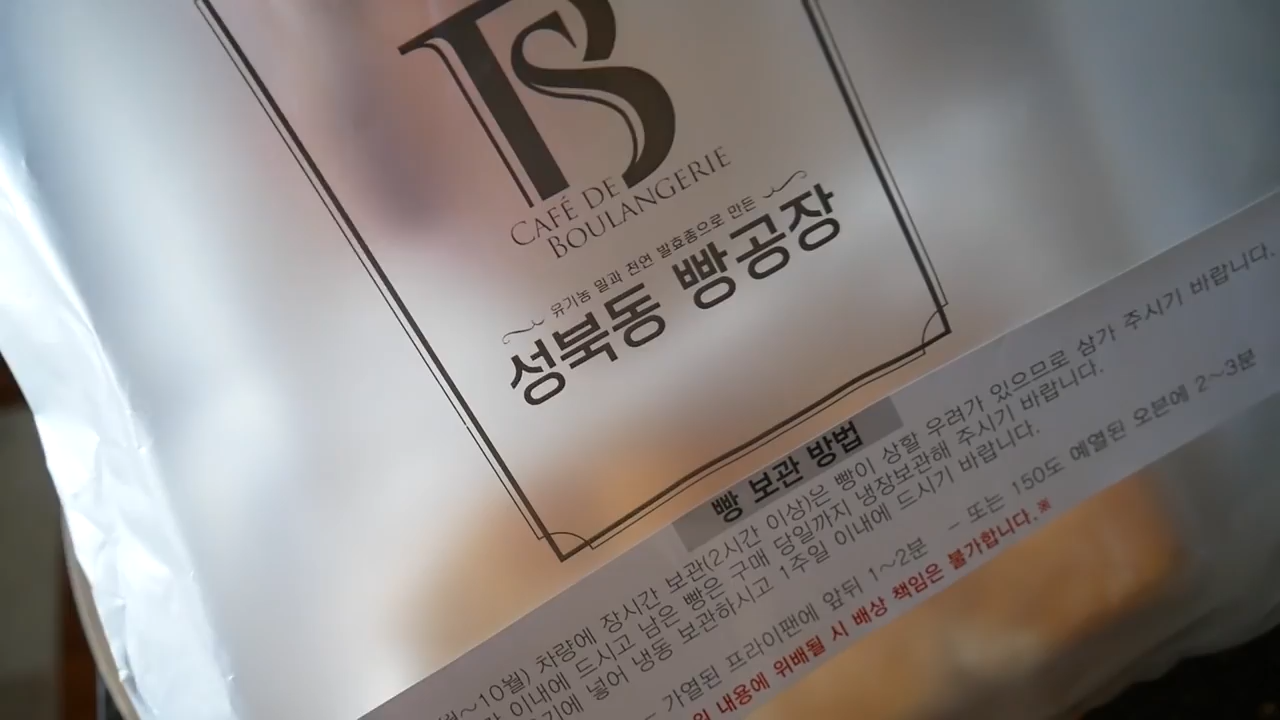 CAFÉ DE
BOULANGERIE
유기농 밀과 천연 발효종으로 만든
성북동 빵공장
빵 보관 방법
~10월) 차량에 장시간 보관(2시간 이상)은 빵이 상할 우려가 있으므로 삼가 주시기 바랍니다.
이내에 드시고 남은 빵은 구매 당일까지 냉장보관해 주시기 바랍니다.
넣어 냉동 보관하시고 1주일 이내에 드시기 바랍니다.
- 가열된 프라이팬에 앞뒤 1~2분 - 또는 150도 예열된 오븐에 2~3분
내용에 위배될 시 배상 책임은 불가합니다.※